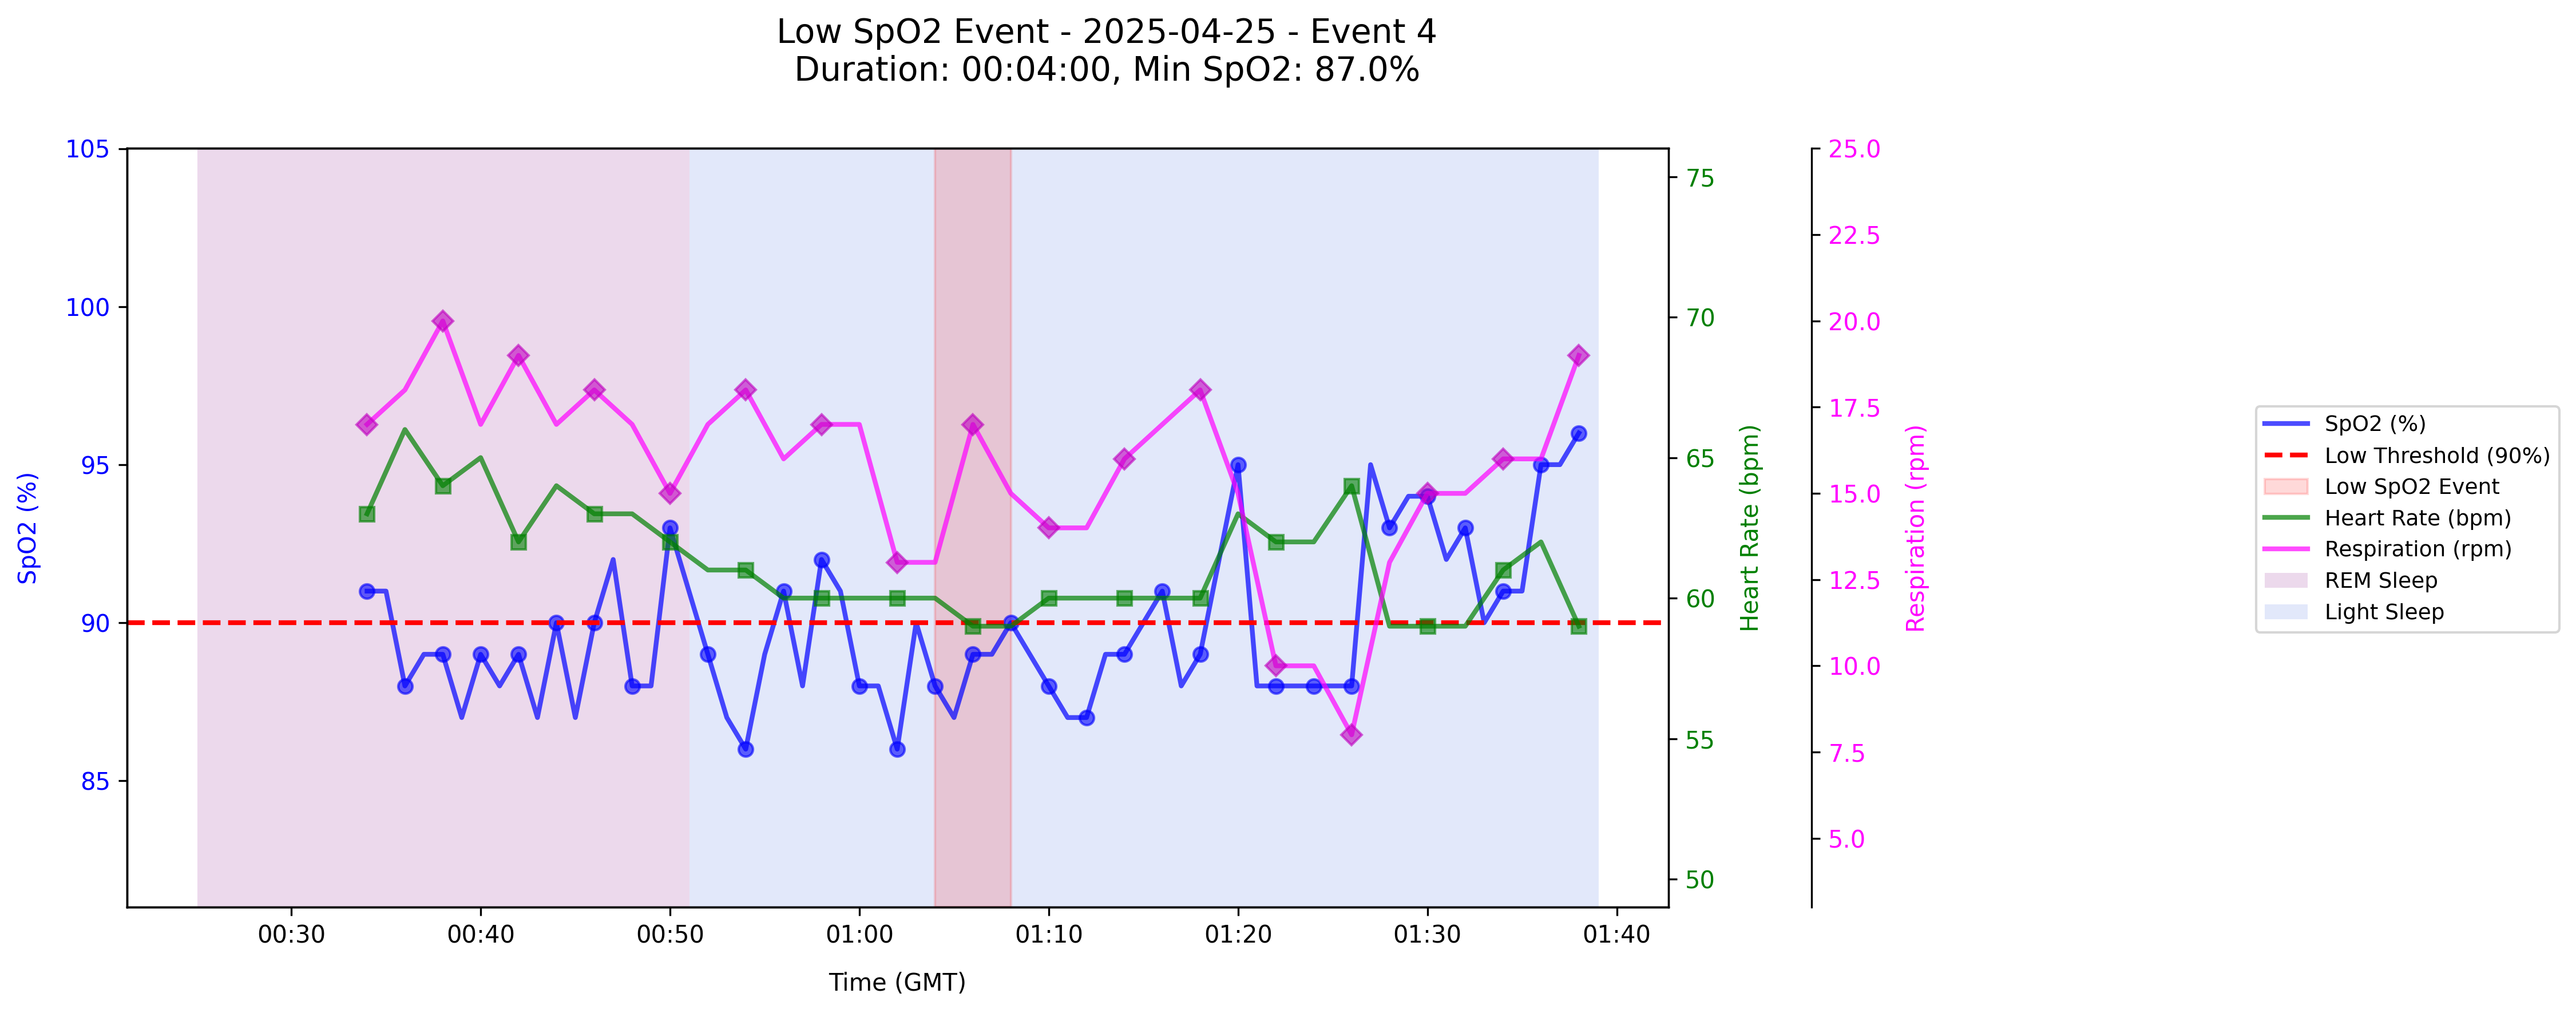 Low SpO2 Event - 2025-04-25 - Event 4
Duration: 00:04:00, Min SpO2: 87.0%
SpO2 (%)
105
100
95
90
85
75
70
65
60
55
50
Heart Rate (bpm)
25.0
22.5
20.0
17.5
15.0
12.5
10.0
7.5
5.0
Respiration (rpm)
SpO2 (%)
Low Threshold (90%)
Low SpO2 Event
Heart Rate (bpm)
Respiration (rpm)
REM Sleep
Light Sleep
00:30 00:40 00:50 01:00 01:10 01:20 01:30 01:40
Time (GMT)